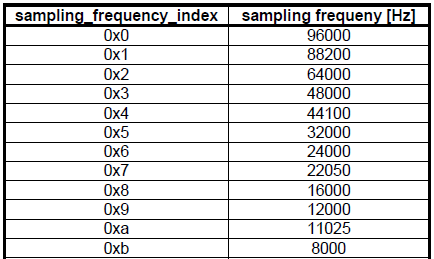 sampling_frequency_index sampling frequeny [Hz]
0x0 96000
0x1 88200
0x2 64000
0x3 48000
0x4 44100
0x5 32000
0x6 24000
0x7 22050
0x8 16000
0x9 12000
0xa 11025
0xb 8000